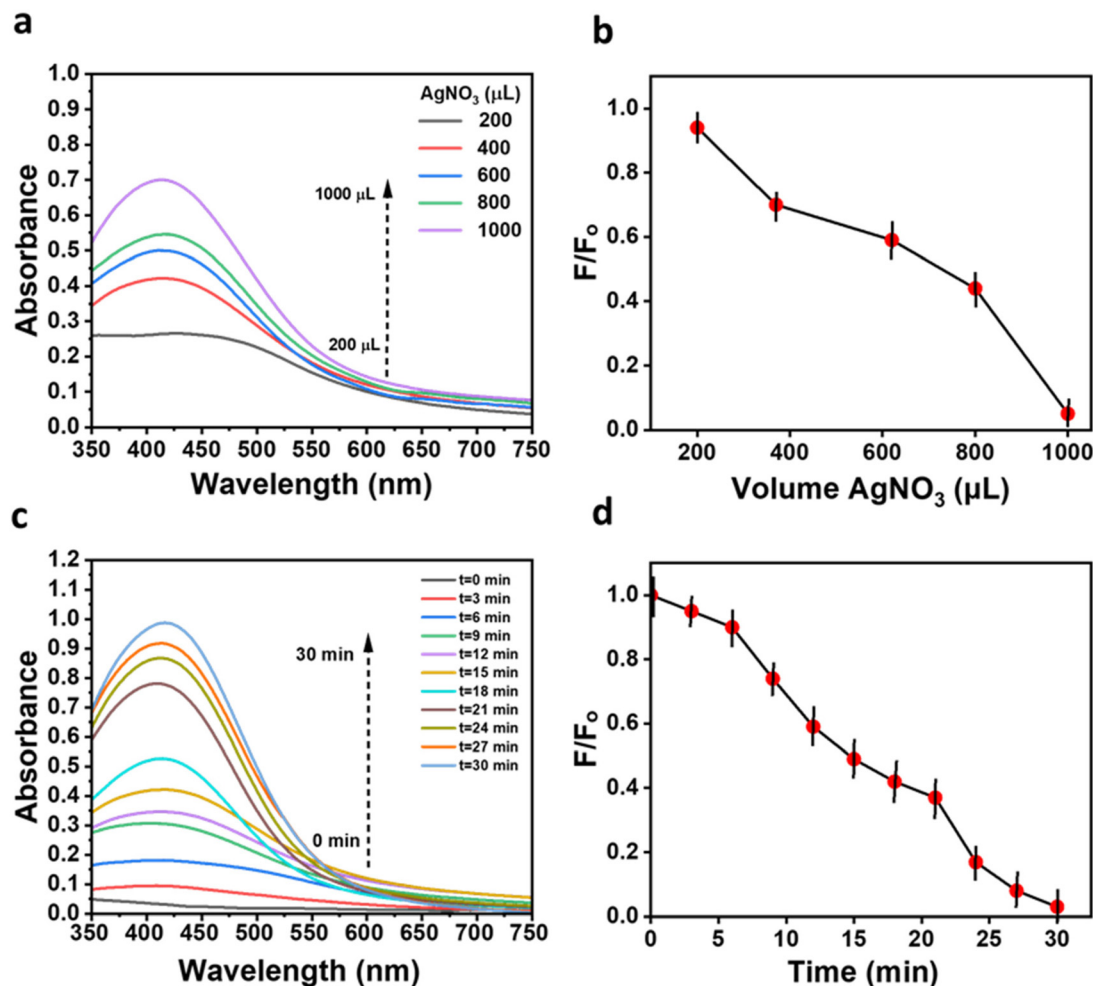 a
1.0
0.9
0.8
0.7
0.6
0.5
0.4
0.3
0.2
0.1
0.0
Absorbance
350 400 450 500 550 600 650 700 750
Wavelength (nm)
AgNO₃ (μL)
200
400
600
800
1000
1000 μL
200 μL
b
1.0
0.8
0.6
0.4
0.2
0.0
F/Fₒ
200 400 600 800 1000
Volume AgNO₃ (μL)
c
1.2
1.1
1.0
0.9
0.8
0.7
0.6
0.5
0.4
0.3
0.2
0.1
0.0
Absorbance
350 400 450 500 550 600 650 700 750
Wavelength (nm)
t=0 min
t=3 min
t=6 min
t=9 min
t=12 min
t=15 min
t=18 min
t=21 min
t=24 min
t=27 min
t=30 min
30 min
0 min
d
1.0
0.8
0.6
0.4
0.2
0.0
F/Fₒ
0 5 10 15 20 25 30
Time (min)